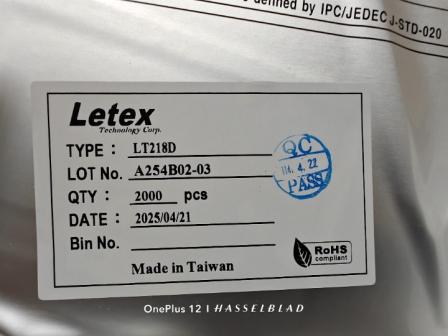 defined by IPC/JEDEC J-STD-020
Letex
Technology Corp.
TYPE : LT218D
LOT No. A254B02-03
QTY : 2000 pcs
DATE : 2025/04/21
Bin No.
Made in Taiwan
QC
114. 4. 22
PASS
RoHS
compliant
OnePlus 12 | HASSELBLAD